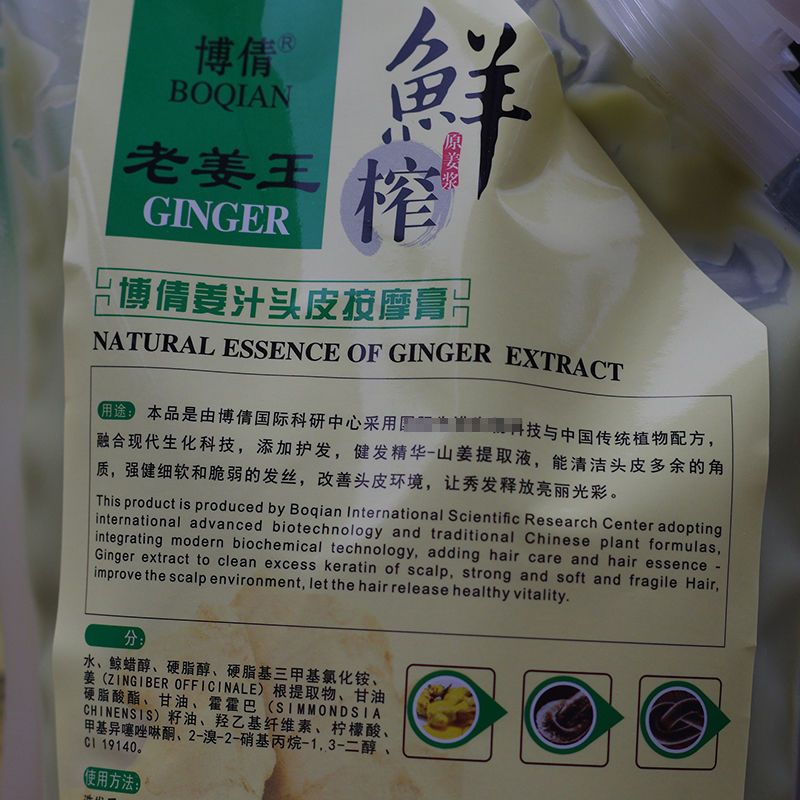 博倩®
BOQIAN
老姜王
GINGER
鮮
榨
原姜浆
博倩姜汁头皮按摩膏
NATURAL ESSENCE OF GINGER EXTRACT
用途：本品是由博倩国际科研中心采用 科技与中国传统植物配方，
融合现代生化科技，添加护发，健发精华-山姜提取液，能清洁头皮多余的角
质，强健细软和脆弱的发丝，改善头皮环境，让秀发释放亮丽光彩。
This product is produced by Boqian International Scientific Research Center adopting
international advanced biotechnology and traditional Chinese plant formulas,
integrating modern biochemical technology, adding hair care and hair essence -
Ginger extract to clean excess keratin of scalp, strong and soft and fragile Hair,
improve the scalp environment, let the hair release healthy vitality.
分：
水、鲸蜡醇、硬脂醇、硬脂基三甲基氯化铵、
姜（ZINGIBER OFFICINALE）根提取物、甘油
硬脂酸酯、甘油、霍霍巴（SIMMONDSIA
CHINENSIS）籽油、羟乙基纤维素、柠檬酸、
甲基异噻唑啉酮、2-溴-2-硝基丙烷-1,3-二醇、
CI 19140。
使用方法：